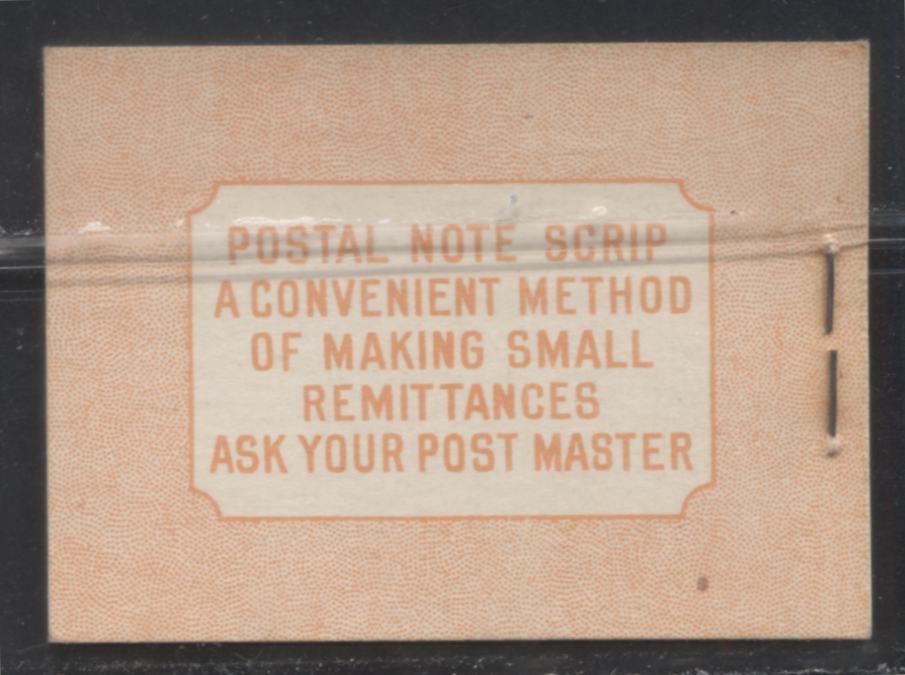 POSTAL NOTE SCRIP
A CONVENIENT METHOD
OF MAKING SMALL
REMITTANCES
ASK YOUR POST MASTER